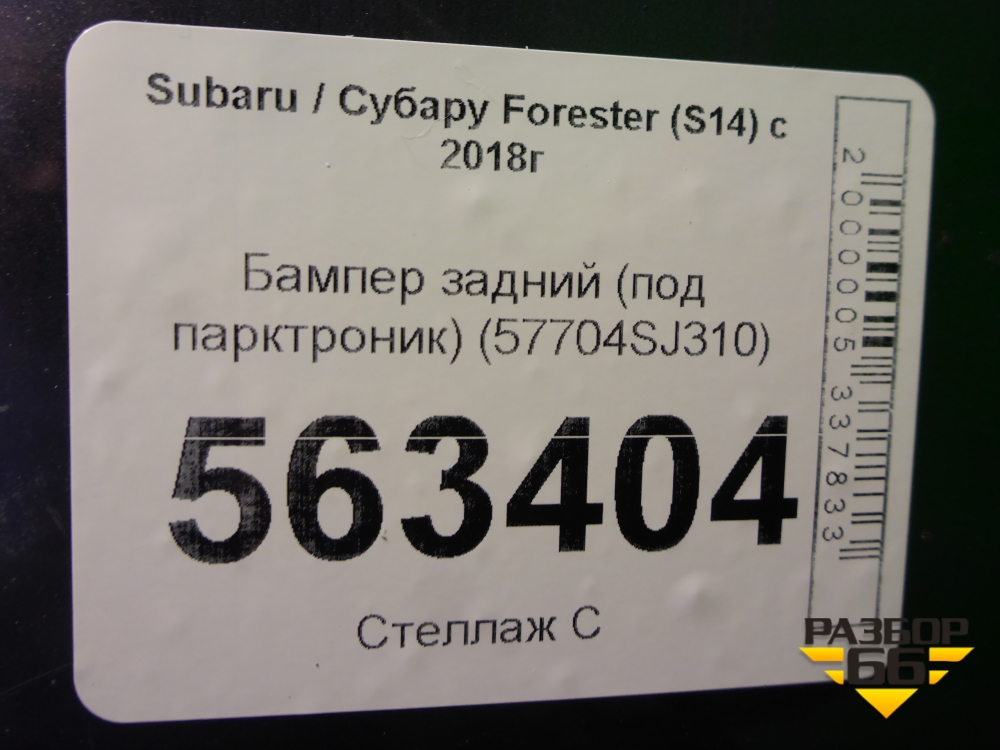 Subaru / Субару Forester (S14) с
2018г
Бампер задний (под
парктроник) (57704SJ310)
563404
Стеллаж С
2000005337833
РАЗБОР
66